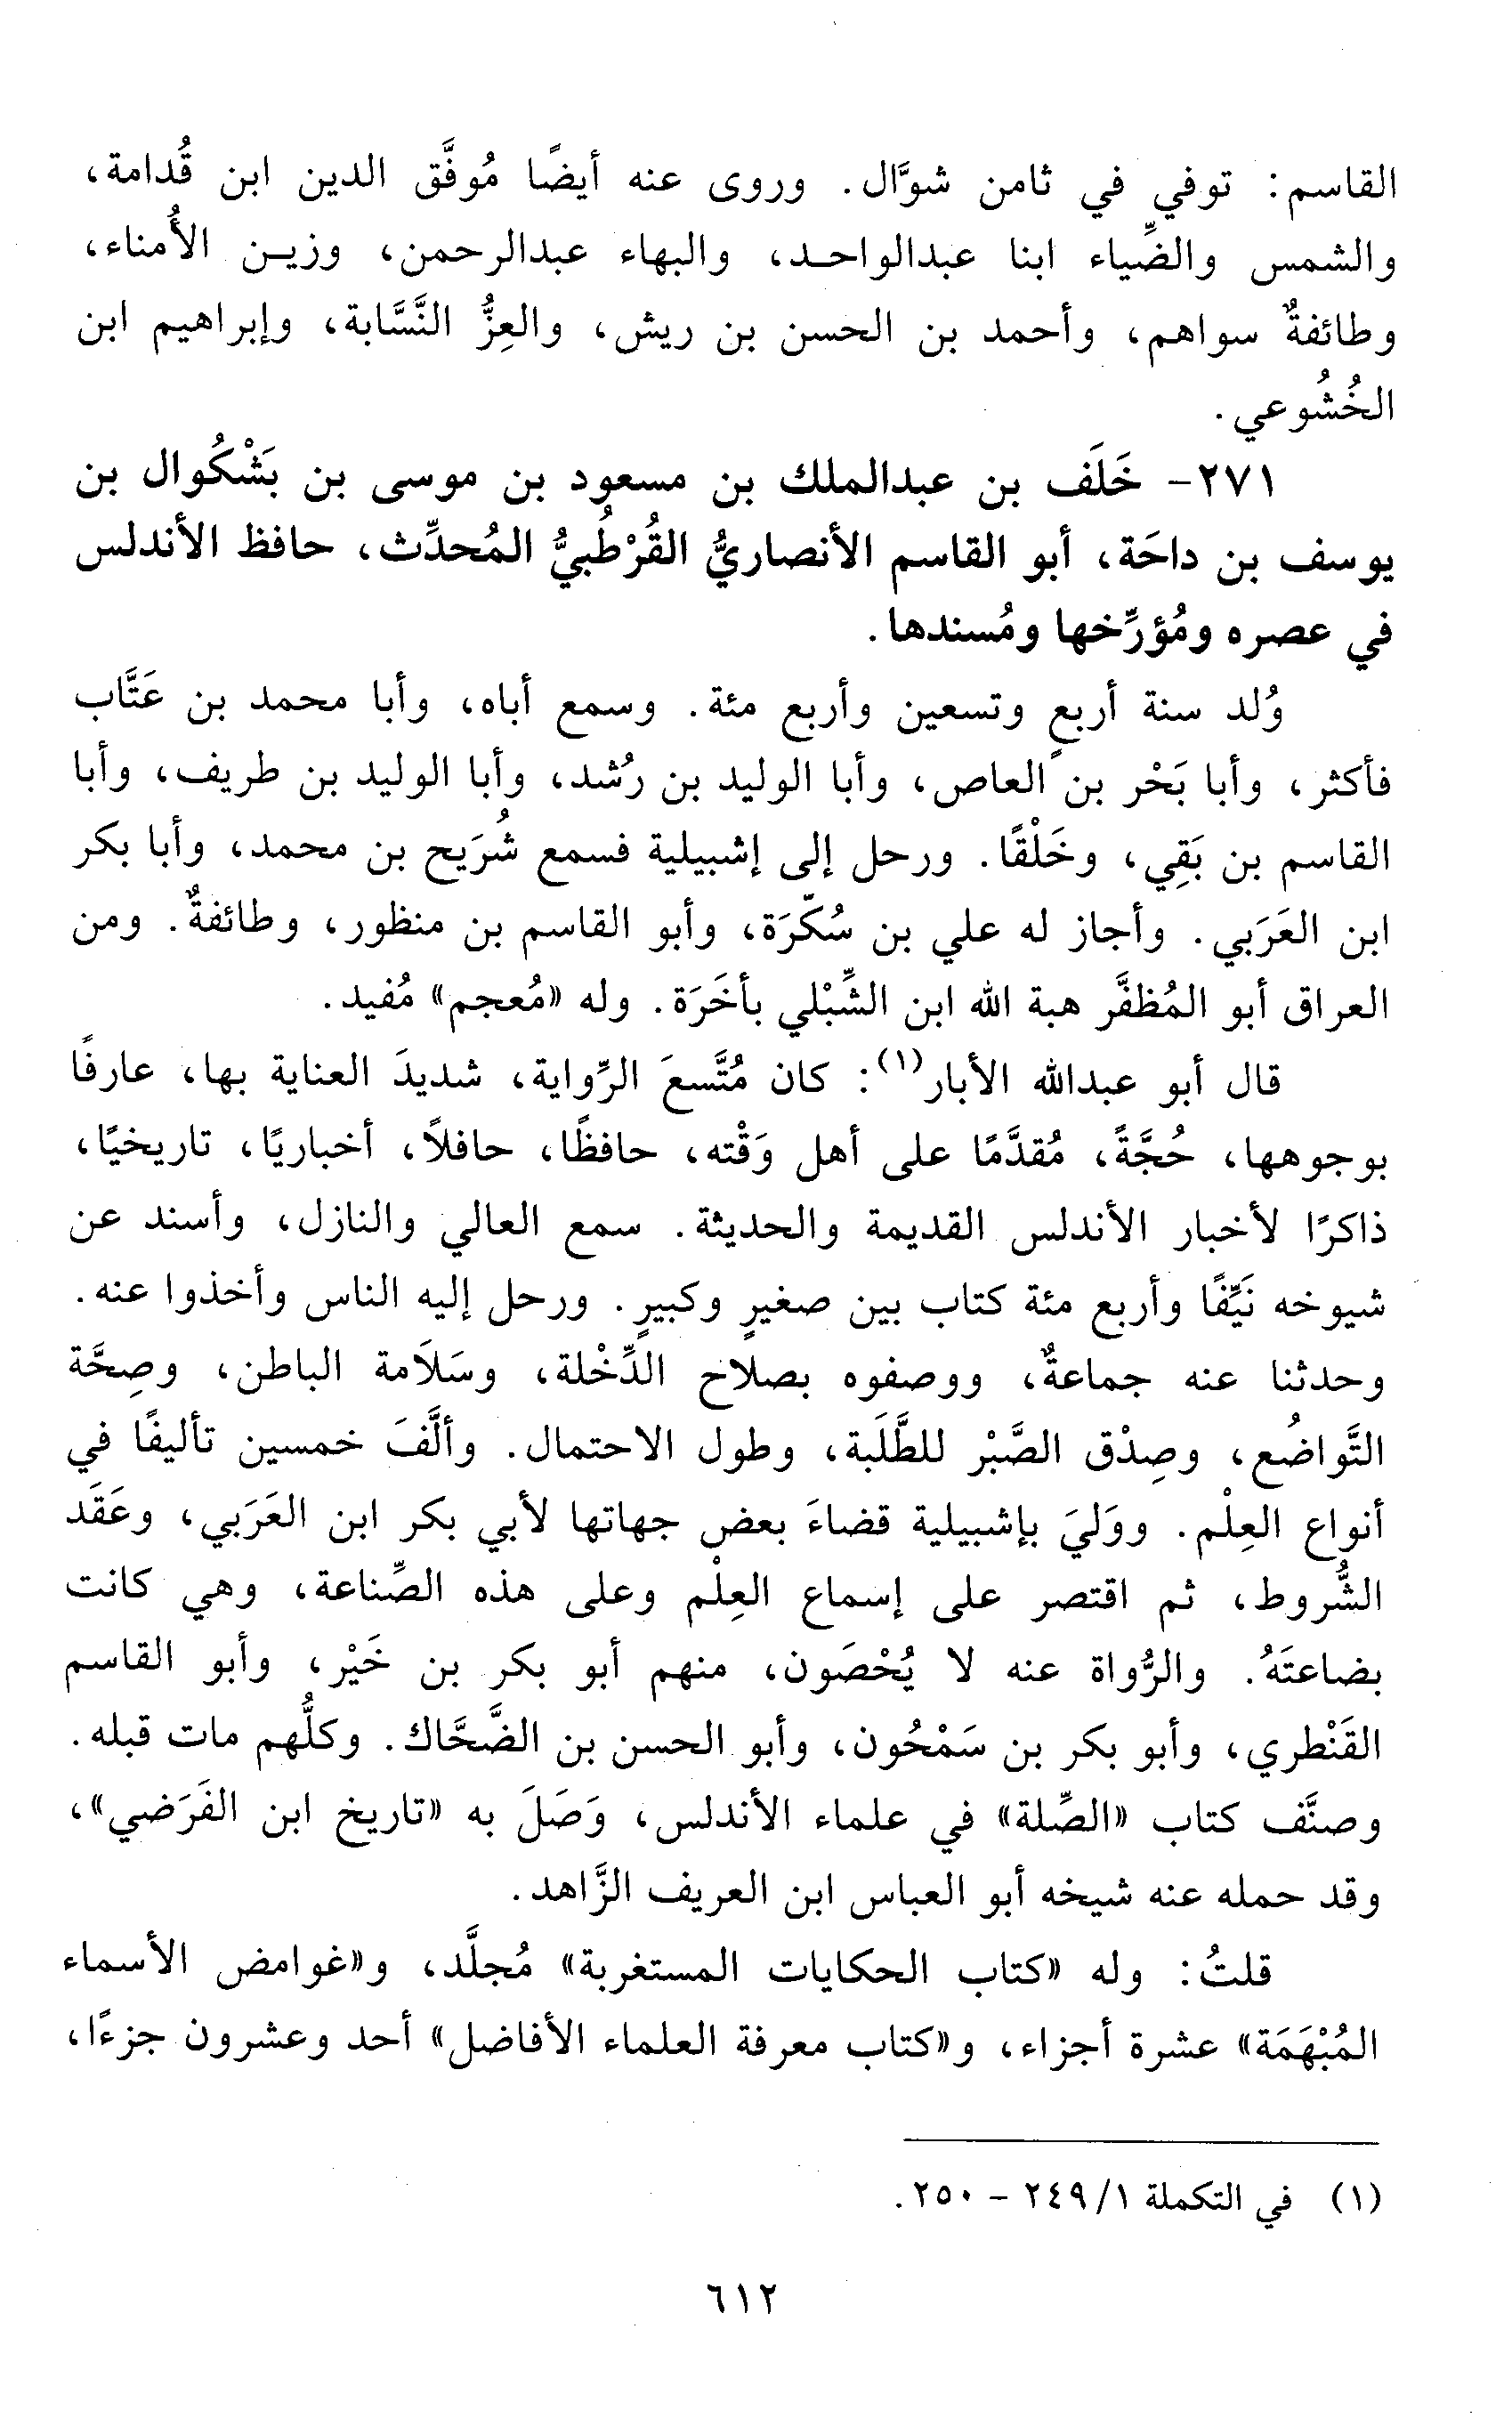 القاسم: توفي في ثامن شوَّال. وروى عنه أيضًا مُوفَّق الدين ابن قُدامة،
والشمس والضِّياء ابنا عبدالواحد، والبهاء عبدالرحمن، وزين الأُمناء،
وطائفةٌ سواهم، وأحمد بن الحسن بن ريش، والعِزُّ النَّسَّابة، وإبراهيم ابن
الخُشُوعي.
٢٧١- خَلَف بن عبدالملك بن مسعود بن موسى بن بَشْكُوال بن
يوسف بن داحَة، أبو القاسم الأنصاريُّ القُرْطُبيُّ المُحدِّث، حافظ الأندلس
في عصره ومُؤرِّخها ومُسندها.
وُلد سنة أربعٍ وتسعين وأربع مئة. وسمع أباه، وأبا محمد بن عَتَّاب
فأكثر، وأبا بَحْر بن العاص، وأبا الوليد بن رُشد، وأبا الوليد بن طريف، وأبا
القاسم بن بَقِي، وخَلْقًا. ورحل إلى إشبيلية فسمع شُرَيح بن محمد، وأبا بكر
ابن العَرَبي. وأجاز له علي بن سُكّرَة، وأبو القاسم بن منظور، وطائفةٌ. ومن
العراق أبو المُظفَّر هبة الله ابن الشِّبْلي بأخَرَة. وله «مُعجم» مُفيد.
قال أبو عبدالله الأبار(١): كان مُتَّسعَ الرِّواية، شديدَ العناية بها، عارفًا
بوجوهها، حُجَّةً، مُقدَّمًا على أهل وَقْته، حافظًا، حافلاً، أخباريًا، تاريخيًا،
ذاكرًا لأخبار الأندلس القديمة والحديثة. سمع العالي والنازل، وأسند عن
شيوخه نَيِّفًا وأربع مئة كتاب بين صغيرٍ وكبيرٍ. ورحل إليه الناس وأخذوا عنه.
وحدثنا عنه جماعةٌ، ووصفوه بصلاح الدِّخْلة، وسَلاَمة الباطن، وصِحَّة
التَّواضُع، وصِدْق الصَّبْر للطَّلَبة، وطول الاحتمال. وألَّفَ خمسين تأليفًا في
أنواع العِلْم. ووَليَ بإشبيلية قضاءَ بعض جهاتها لأبي بكر ابن العَرَبي، وعَقَد
الشُّروط، ثم اقتصر على إسماع العِلْم وعلى هذه الصِّناعة، وهي كانت
بضاعتَهُ. والرُّواة عنه لا يُحْصَون، منهم أبو بكر بن خَيْر، وأبو القاسم
القَنْطري، وأبو بكر بن سَمْحُون، وأبو الحسن بن الضَّحَّاك. وكلُّهم مات قبله.
وصنَّف كتاب «الصِّلة» في علماء الأندلس، وَصَلَ به «تاريخ ابن الفَرَضي»،
وقد حمله عنه شيخه أبو العباس ابن العريف الزَّاهد.
قلتُ: وله «كتاب الحكايات المستغربة» مُجلَّد، و«غوامض الأسماء
المُبْهَمَة» عشرة أجزاء، و«كتاب معرفة العلماء الأفاضل» أحد وعشرون جزءًا،
(١) في التكملة ١/ ٢٤٩ - ٢٥٠.
٦١٢